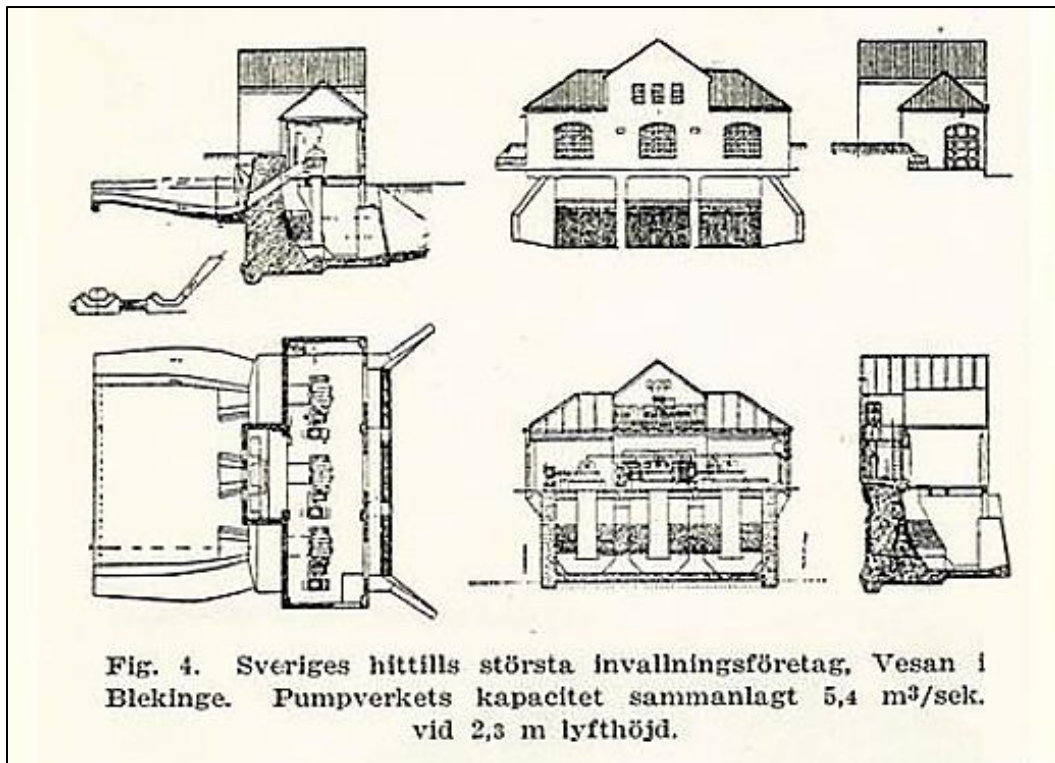 Fig. 4. Sveriges hittills största invallningsföretag, Vesan i
Blekinge. Pumpverkets kapacitet sammanlagt 5,4 m³/sek.
vid 2,3 m lyfthöjd.